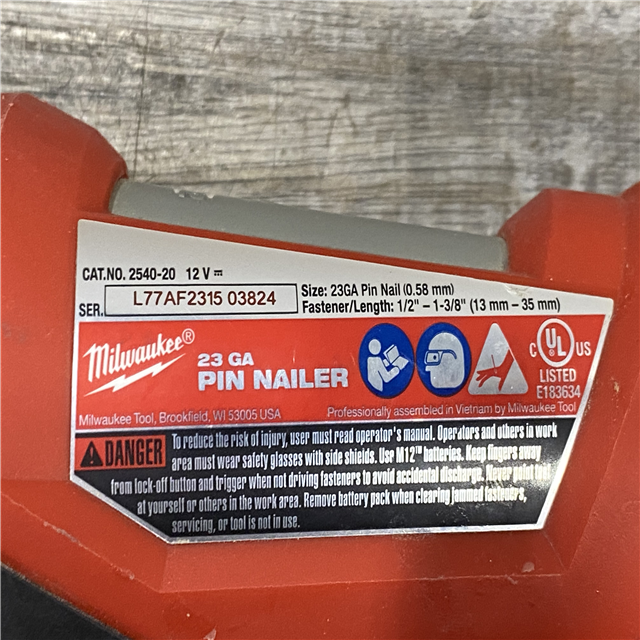 CAT.NO. 2540-20 12 V ⎓
SER. L77AF2315 03824
Size: 23GA Pin Nail (0.58 mm)
Fastener/Length: 1/2" – 1-3/8" (13 mm – 35 mm)
Milwaukee®
23 GA
PIN NAILER
C UL US
LISTED
E183634
Milwaukee Tool, Brookfield, WI 53005 USA
Professionally assembled in Vietnam by Milwaukee Tool
DANGER
To reduce the risk of injury, user must read operator's manual. Operators and others in work
area must wear safety glasses with side shields. Use M12™ batteries. Keep fingers away
from lock-off button and trigger when not driving fasteners to avoid accidental discharge. Never point tool
at yourself or others in the work area. Remove battery pack when clearing jammed fasteners,
servicing, or tool is not in use.